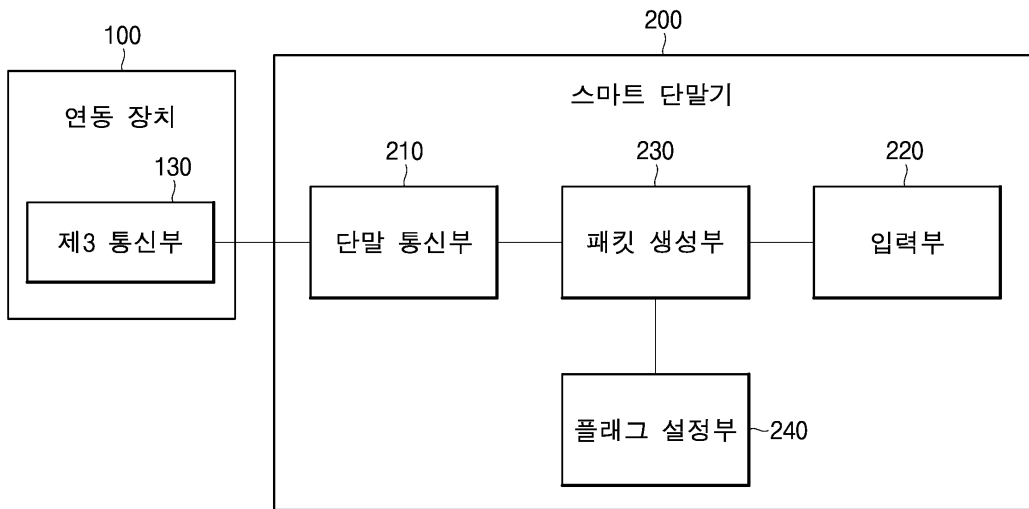 100
200
연동 장치
스마트 단말기
130
210
230
220
제3 통신부
단말 통신부
패킷 생성부
입력부
플래그 설정부
240